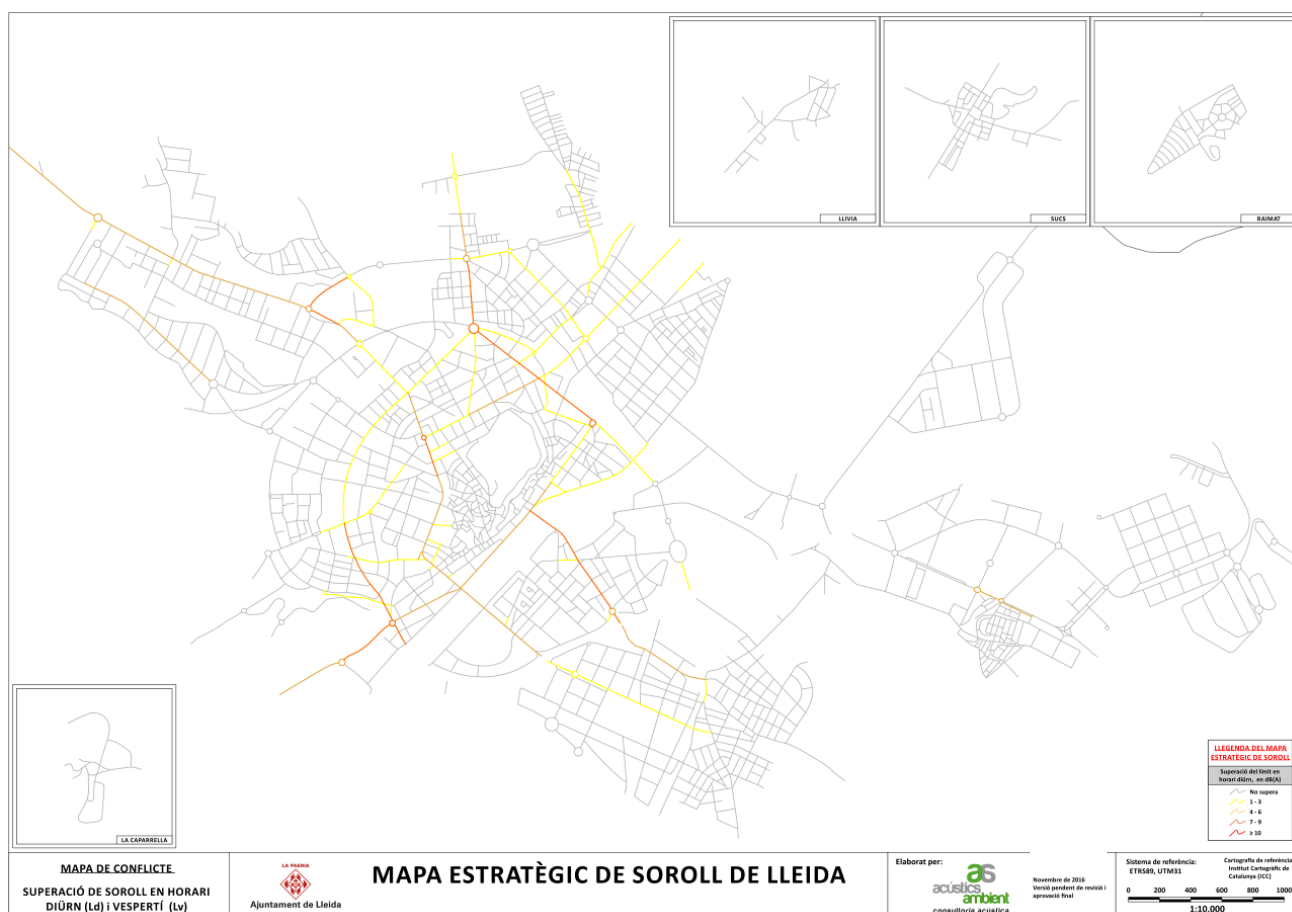 LLIVIA
SUCS
RAIMAT
LA CAPARRELLA
LLEGENDA DEL MAPA
ESTRATÈGIC DE SOROLL
Superació del límit en
horari diürn, en dB(A)
No supera
1 - 3
4 - 6
7 - 9
≥ 10
MAPA DE CONFLICTE
SUPERACIÓ DE SOROLL EN HORARI
DIÜRN (Ld) i VESPERTÍ (Lv)
LA PAERIA
Ajuntament de Lleida
MAPA ESTRATÈGIC DE SOROLL DE LLEIDA
Elaborat per:
as
acústics
ambient
consultoria acústica
Novembre de 2016
Versió pendent de revisió i
aprovació final
Sistema de referència:
ETRS89, UTM31
Cartografia de referència:
Institut Cartogràfic de
Catalunya (ICC)
0 200 400 600 800 1000
1:10.000